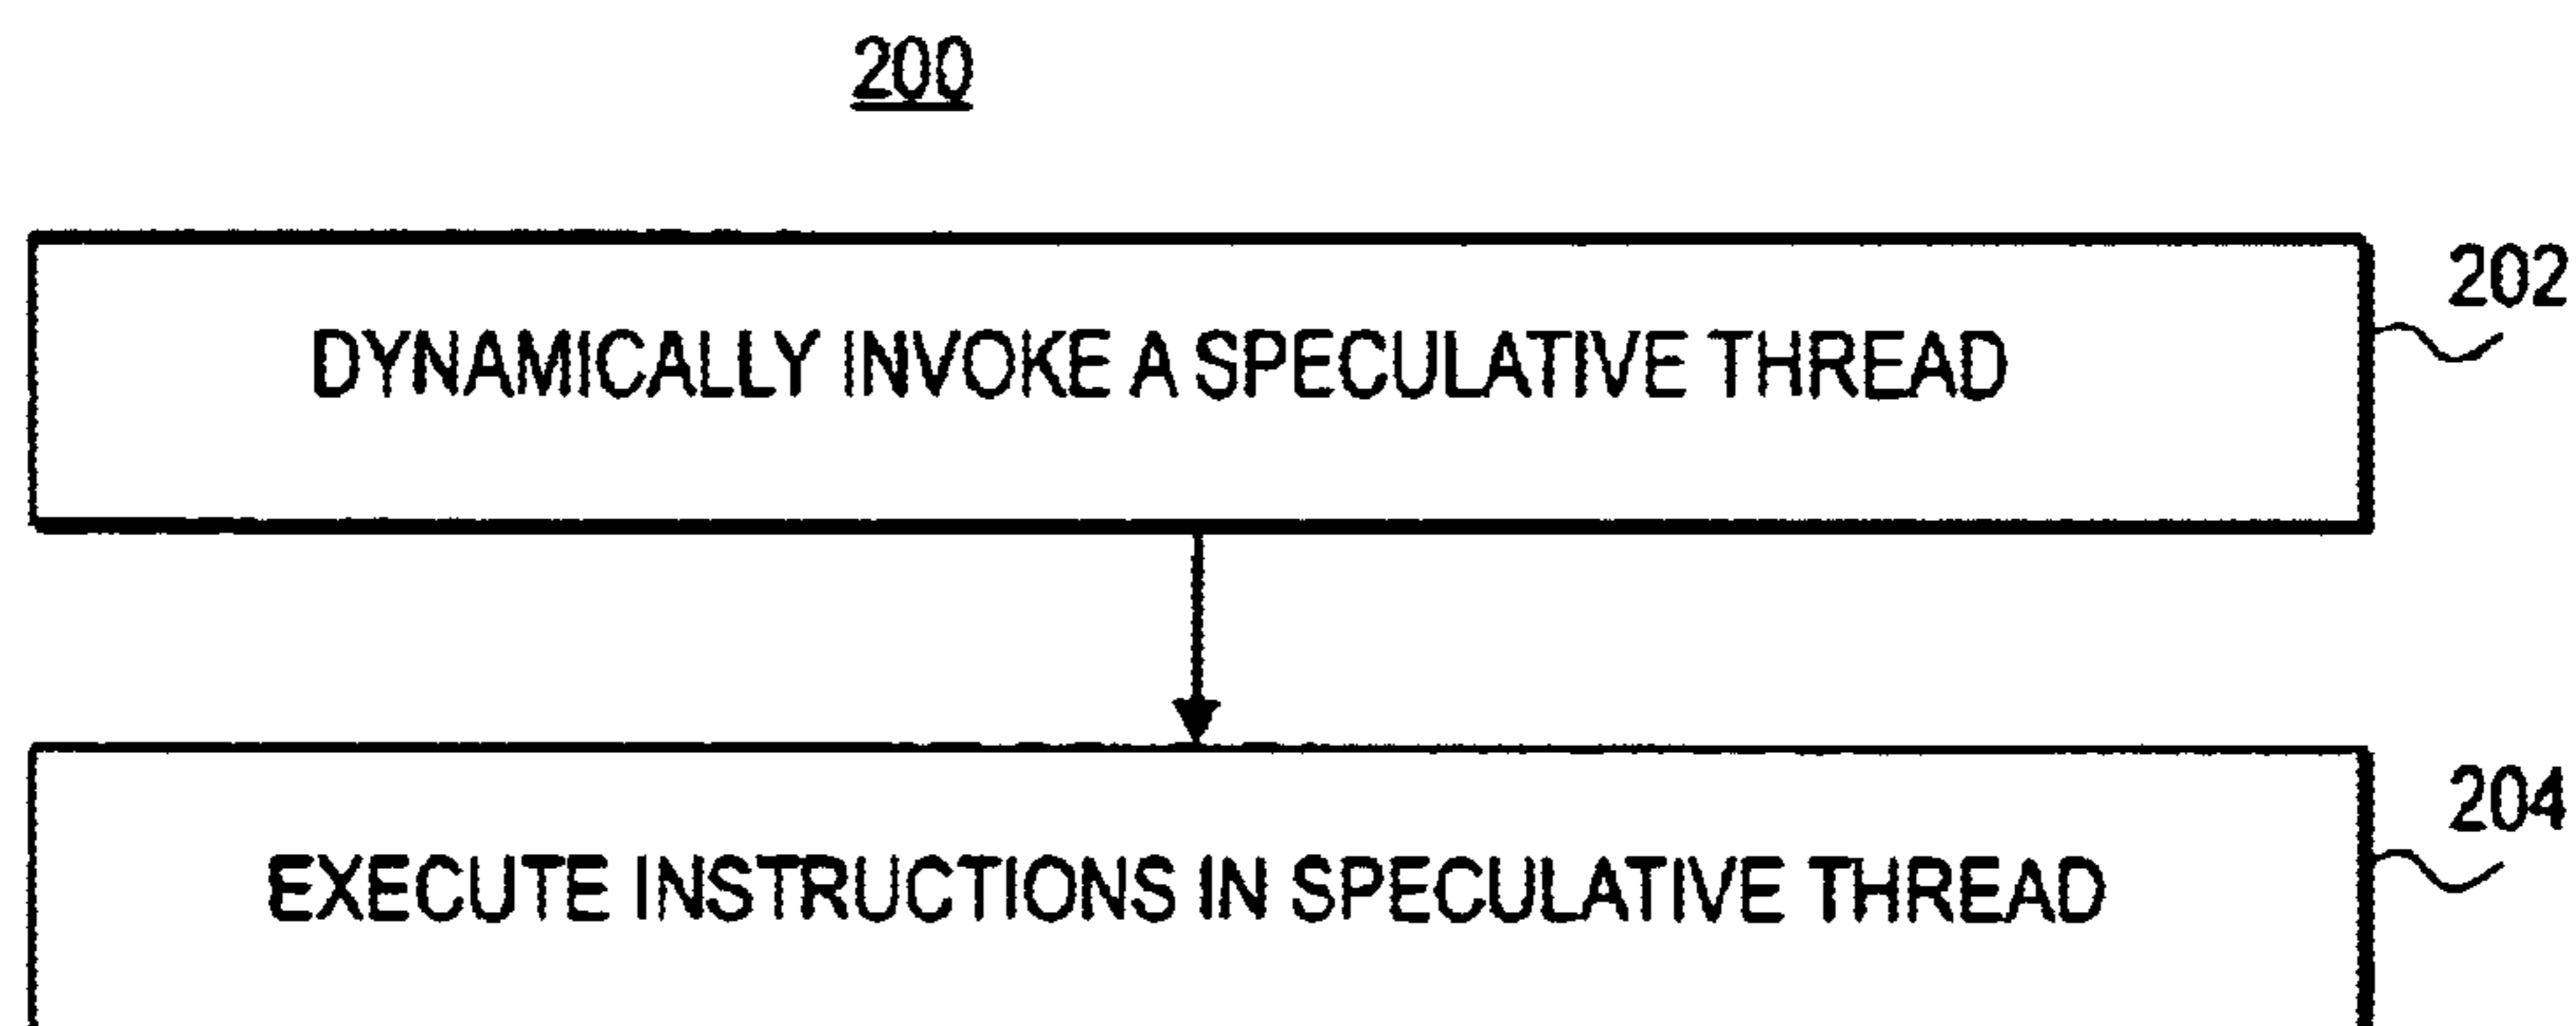 200
DYNAMICALLY INVOKE A SPECULATIVE THREAD
202
EXECUTE INSTRUCTIONS IN SPECULATIVE THREAD
204